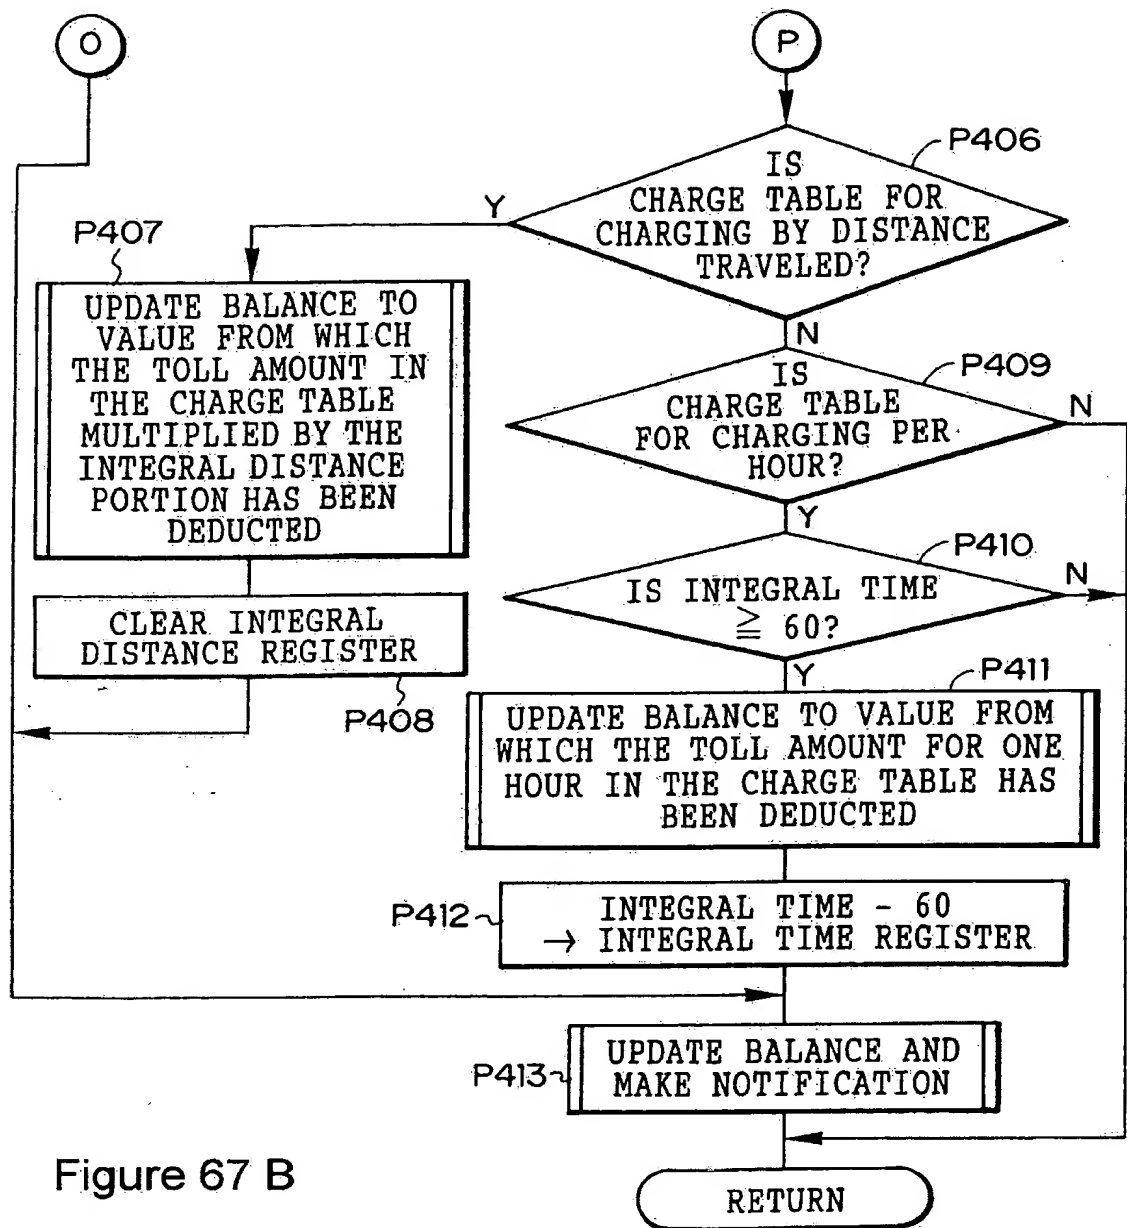 O
P
P406
IS
CHARGE TABLE FOR
CHARGING BY DISTANCE
TRAVELED?
Y
N
P407
UPDATE BALANCE TO
VALUE FROM WHICH
THE TOLL AMOUNT IN
THE CHARGE TABLE
MULTIPLIED BY THE
INTEGRAL DISTANCE
PORTION HAS BEEN
DEDUCTED
CLEAR INTEGRAL
DISTANCE REGISTER
P408
P409
IS
CHARGE TABLE
FOR CHARGING PER
HOUR?
N
Y
P410
IS INTEGRAL TIME
≧ 60?
N
Y
P411
UPDATE BALANCE TO VALUE FROM
WHICH THE TOLL AMOUNT FOR ONE
HOUR IN THE CHARGE TABLE HAS
BEEN DEDUCTED
P412
INTEGRAL TIME - 60
→ INTEGRAL TIME REGISTER
P413
UPDATE BALANCE AND
MAKE NOTIFICATION
RETURN
Figure 67 B